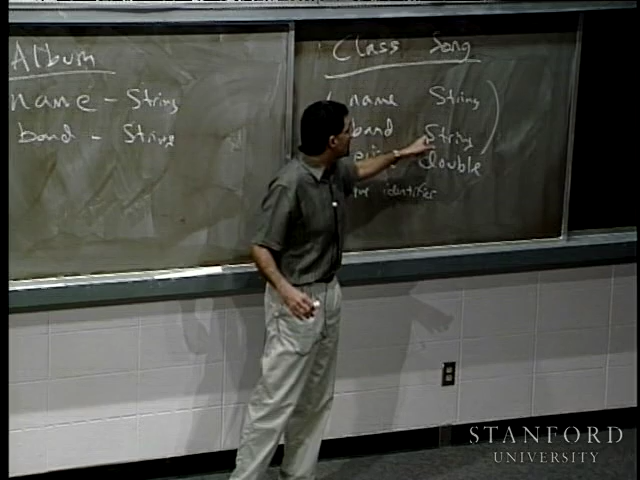 Album
name - String
band - String
Class Song
name String
band String
double
identifier
STANFORD
UNIVERSITY